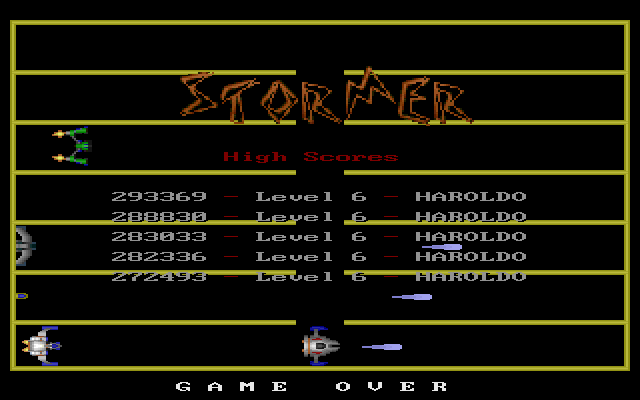 STORMER
High Scores
293369 - Level 6 - HAROLDO
288830 - Level 6 - HAROLDO
283033 - Level 6 - HAROLDO
282336 - Level 6 - HAROLDO
272493 - Level 6 - HAROLDO
GAME OVER